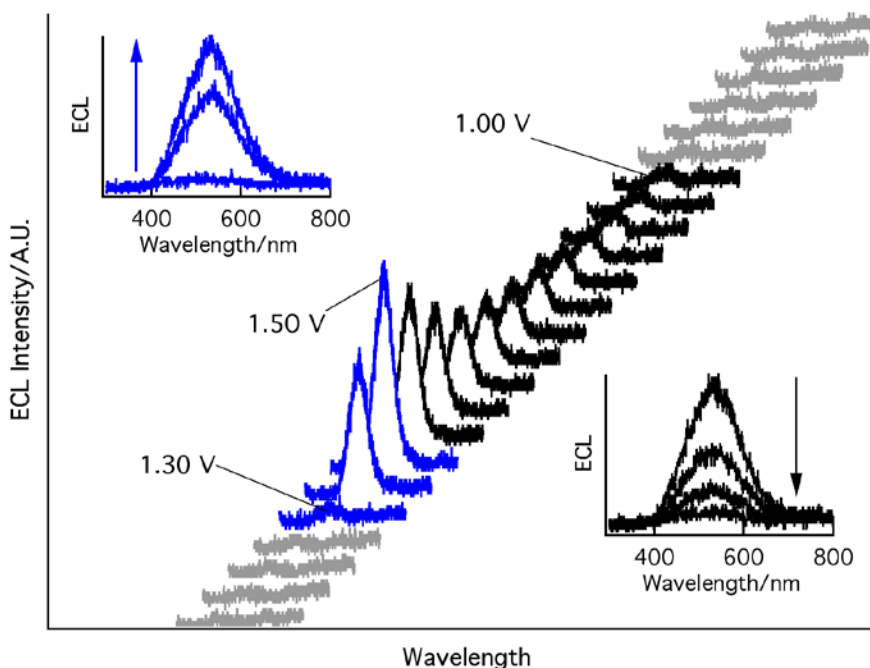 ECL Intensity/A.U.
Wavelength
ECL
400 600 800
Wavelength/nm
1.00 V
1.50 V
1.30 V
ECL
400 600 800
Wavelength/nm